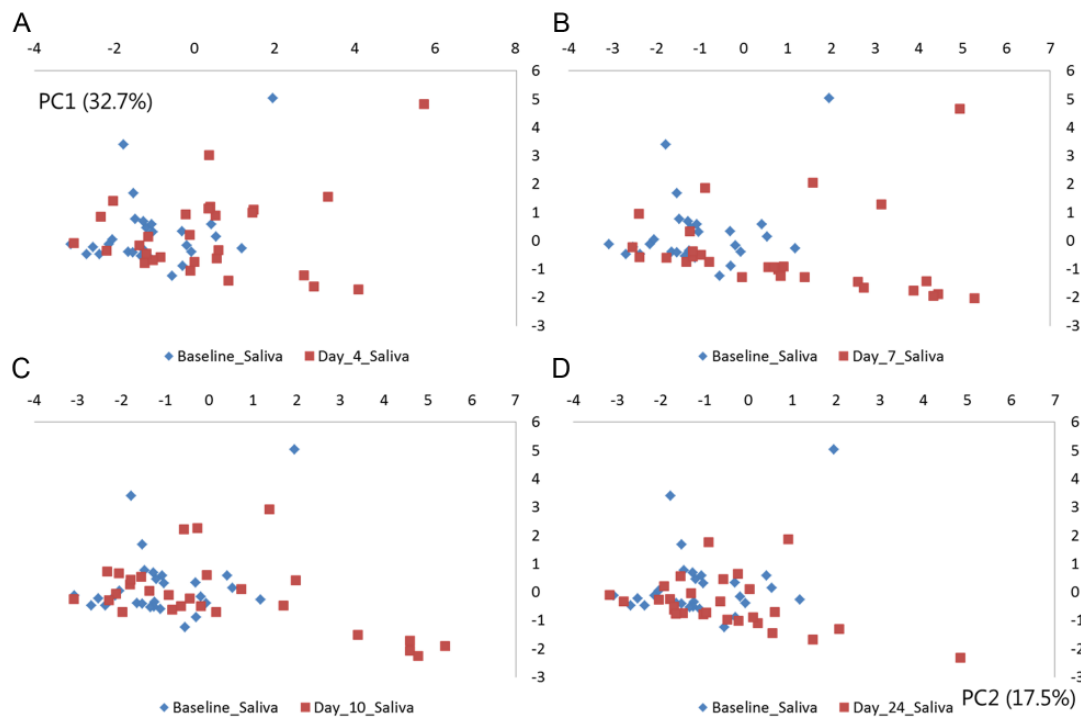 A
B
-4 -2 0 2 4 6 8
-4 -3 -2 -1 0 1 2 3 4 5 6 7
6
5
4
3
2
1
0
-1
-2
-3
6
5
4
3
2
1
0
-1
-2
-3
PC1 (32.7%)
Baseline_Saliva Day_4_Saliva
Baseline_Saliva Day_7_Saliva
C
D
-4 -3 -2 -1 0 1 2 3 4 5 6 7
-4 -3 -2 -1 0 1 2 3 4 5 6 7
6
5
4
3
2
1
0
-1
-2
-3
6
5
4
3
2
1
0
-1
-2
-3
Baseline_Saliva Day_10_Saliva
Baseline_Saliva Day_24_Saliva
PC2 (17.5%)